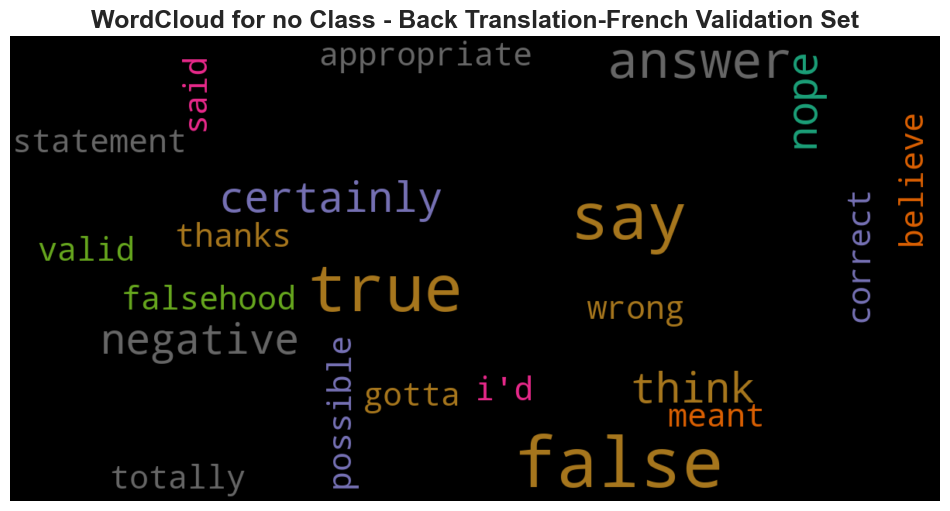 WordCloud for no Class - Back Translation-French Validation Set
appropriate
answer
said
nope
statement
believe
certainly
say
correct
thanks
valid
true
falsehood
wrong
negative
possible
gotta
i'd
think
meant
false
totally